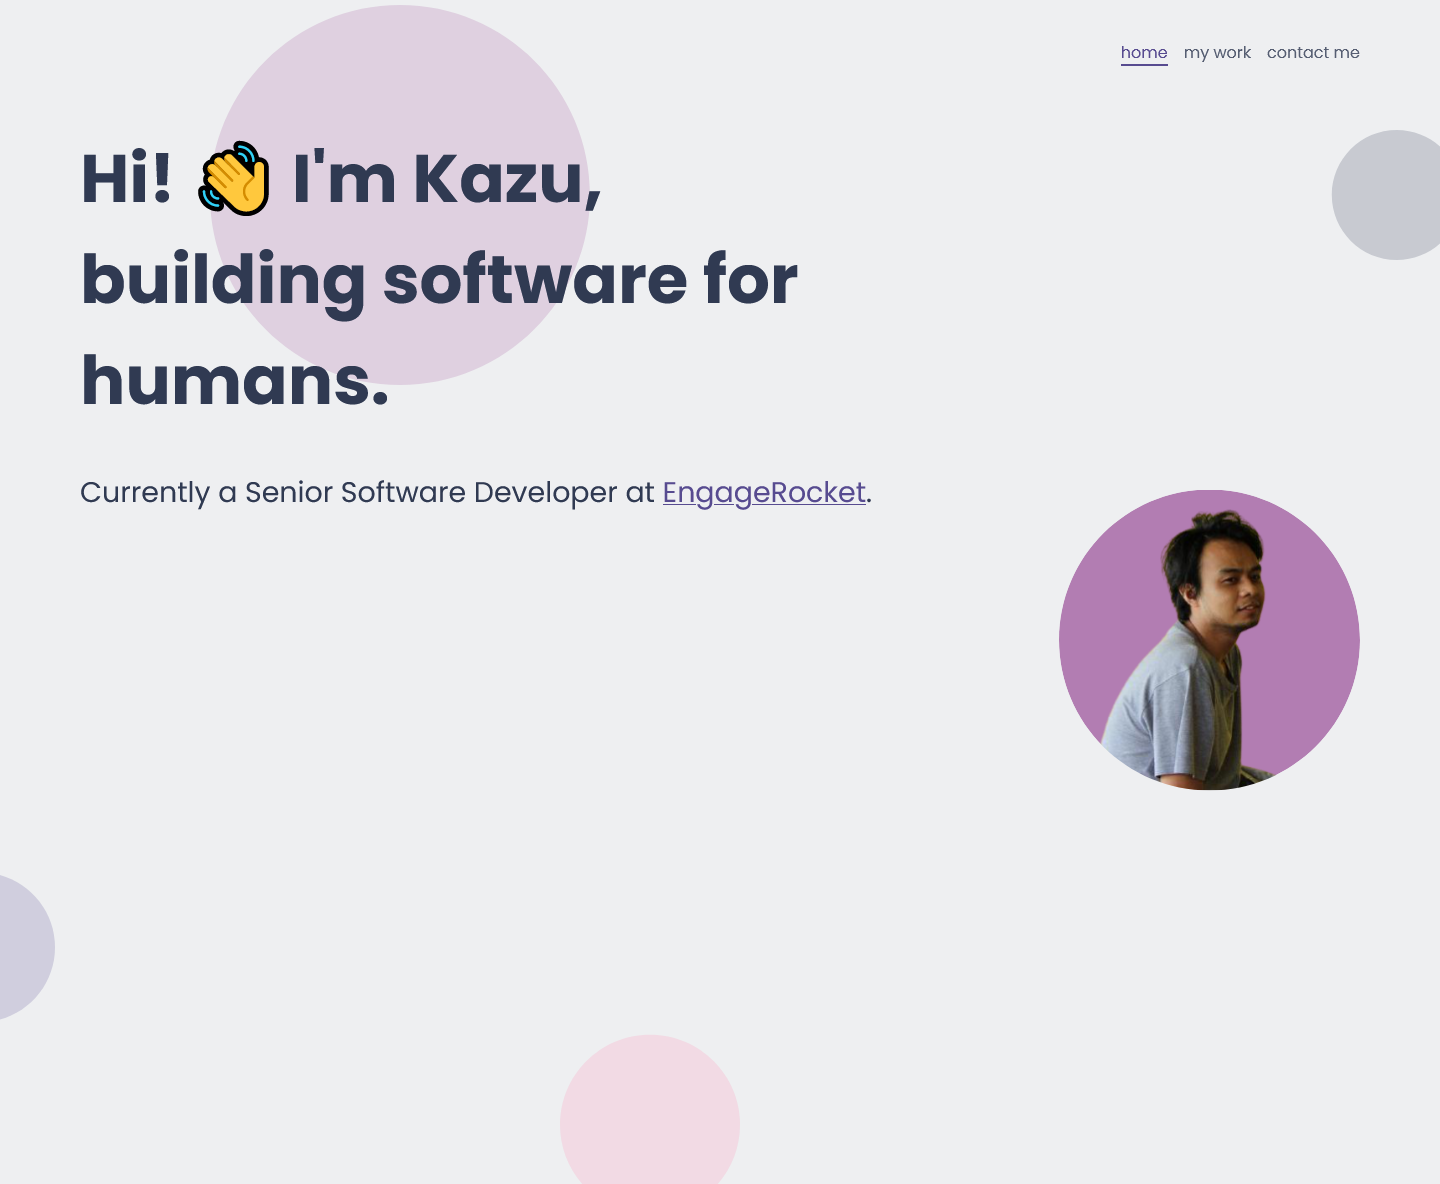 home my work contact me
Hi! 👋 I'm Kazu,
building software for
humans.
Currently a Senior Software Developer at EngageRocket.